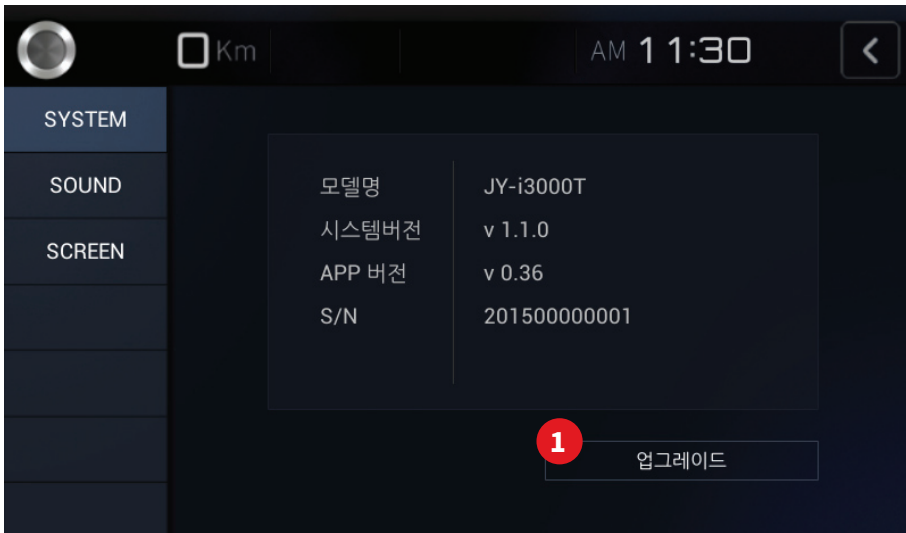 0 Km AM 11:30
SYSTEM
SOUND
SCREEN
모델명 JY-i3000T
시스템버전 v 1.1.0
APP 버전 v 0.36
S/N 201500000001
1 업그레이드